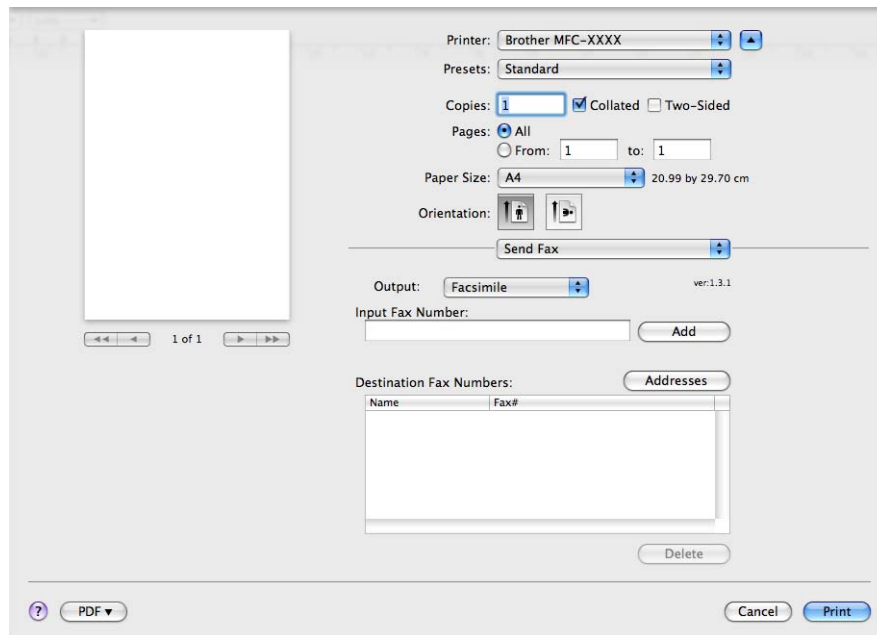 Printer: Brother MFC-XXXX
Presets: Standard
Copies: 1 Collated Two-Sided
Pages: All
From: 1 to: 1
Paper Size: A4 20.99 by 29.70 cm
Orientation:
Send Fax
Output: Facsimile ver:1.3.1
Input Fax Number:
Add
1 of 1
Destination Fax Numbers: Addresses
Name Fax#
Delete
? PDF▼ Cancel Print